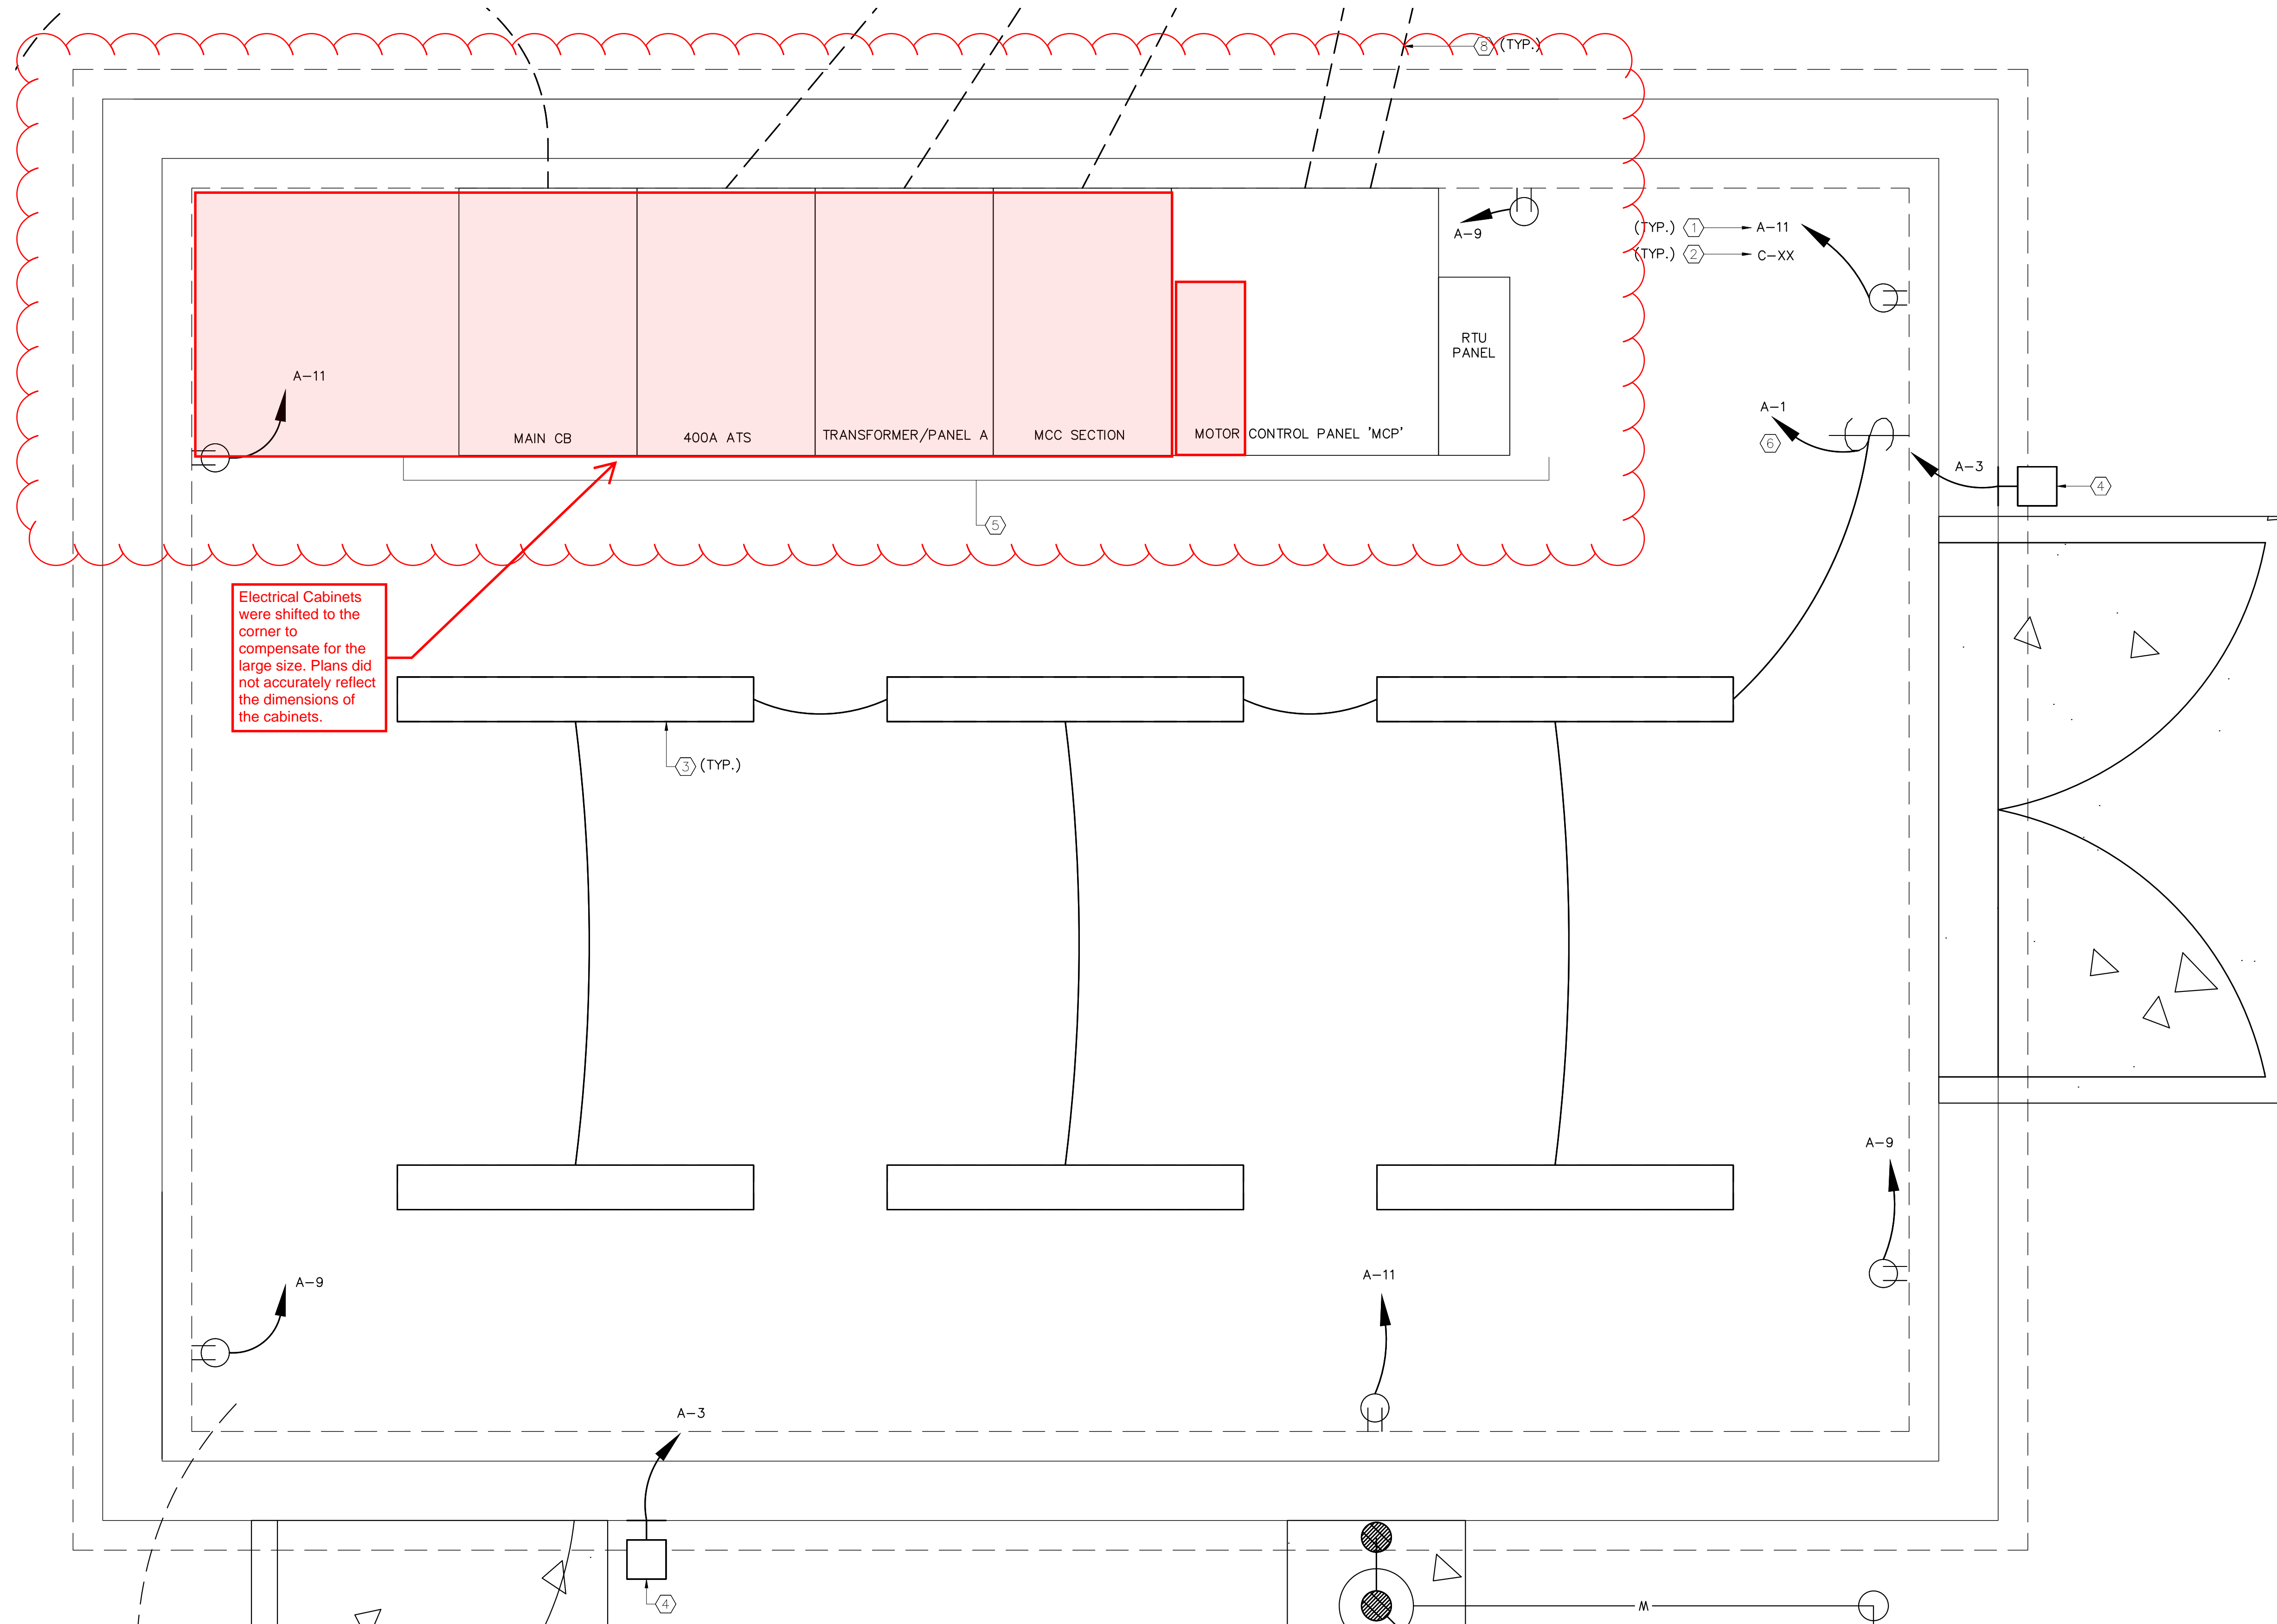 8 (TYP.)
A-9
(TYP.) 1 A-11
(TYP.) 2 C-XX
RTU
PANEL
A-11
MAIN CB
400A ATS
TRANSFORMER/PANEL A
MCC SECTION
MOTOR CONTROL PANEL 'MCP'
A-1
6
A-3
4
5
Electrical Cabinets
were shifted to the
corner to
compensate for the
large size. Plans did
not accurately reflect
the dimensions of
the cabinets.
3 (TYP.)
A-9
A-9
A-11
A-3
4
W